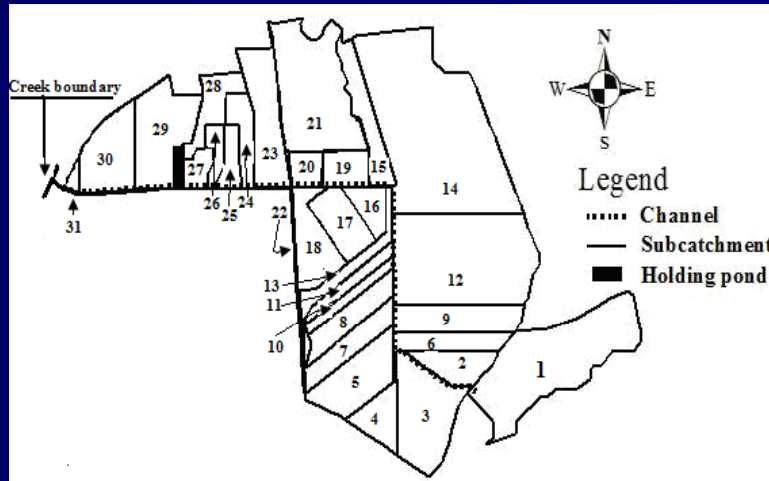 N
W E
S
Creek boundary
28
21
29
23
30
27
20 19 15
14
26 25 24
31
22
16
17
18
13
11
10
12
9
8
6
7
2
1
5
4
3
Legend
Channel
Subcatchment
Holding pond